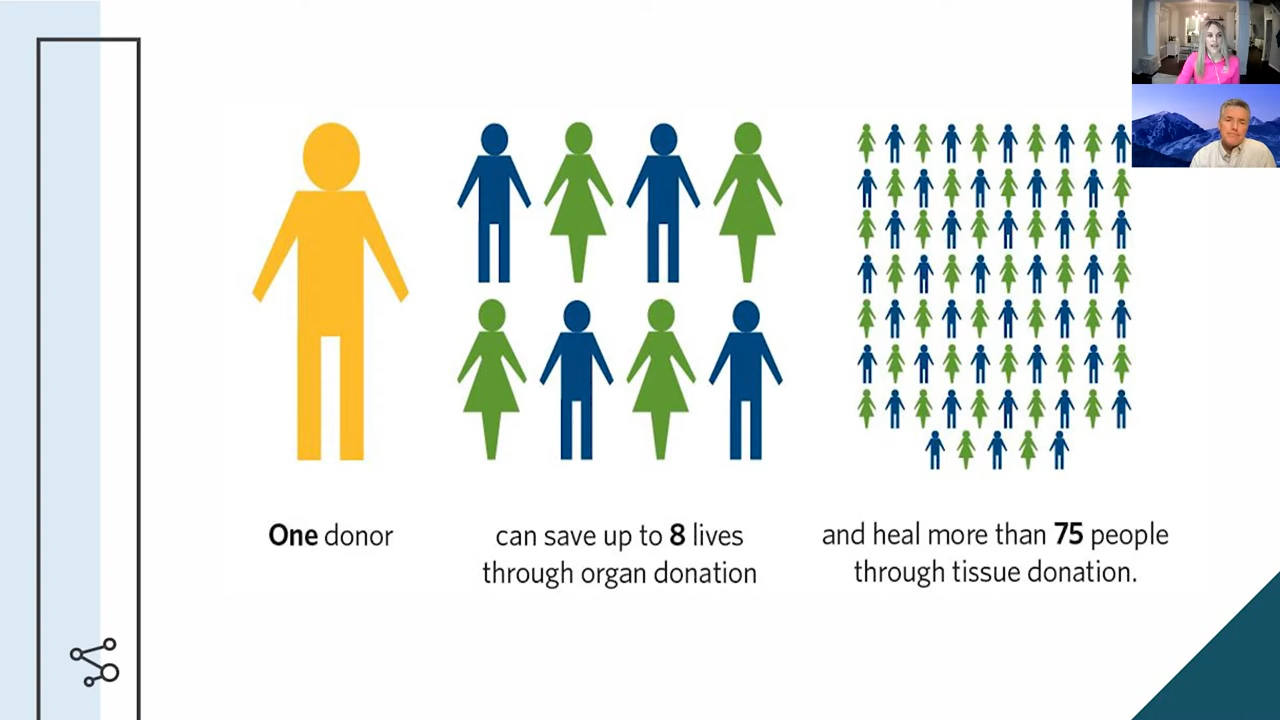 One donor
can save up to 8 lives
through organ donation
and heal more than 75 people
through tissue donation.